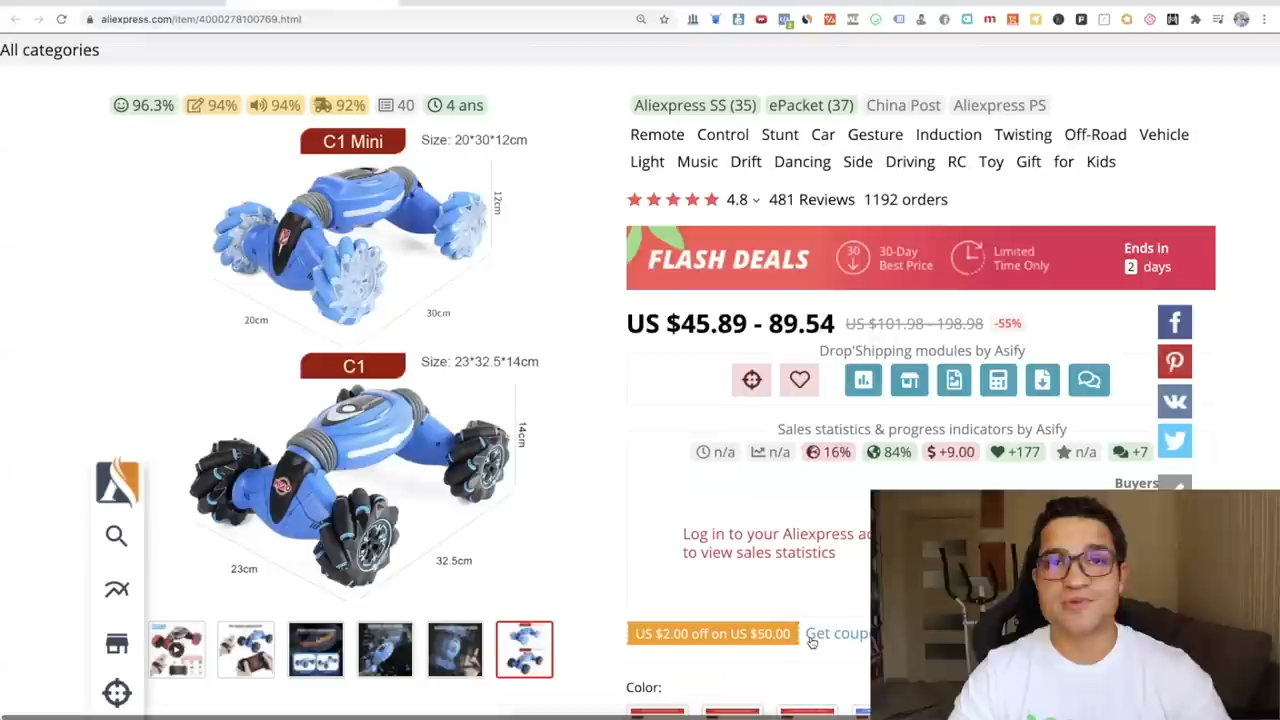 aliexpress.com/item/4000278100769.html
All categories
96.3% 94% 94% 92% 40 4 ans
C1 Mini Size: 20*30*12cm
12cm
20cm
30cm
C1 Size: 23*32.5*14cm
14cm
23cm
32.5cm
Aliexpress SS (35) ePacket (37) China Post Aliexpress PS
Remote Control Stunt Car Gesture Induction Twisting Off-Road Vehicle
Light Music Drift Dancing Side Driving RC Toy Gift for Kids
4.8 481 Reviews 1192 orders
FLASH DEALS 30 30-Day Best Price Limited Time Only Ends in 2 days
US $45.89 - 89.54 US $101.98 - 198.98 -55%
Drop'Shipping modules by Asify
Sales statistics & progress indicators by Asify
n/a n/a 16% 84% +9.00 +177 n/a +7
Buyers
Log in to your Aliexpress ac
to view sales statistics
US $2.00 off on US $50.00 Get coup
Color: